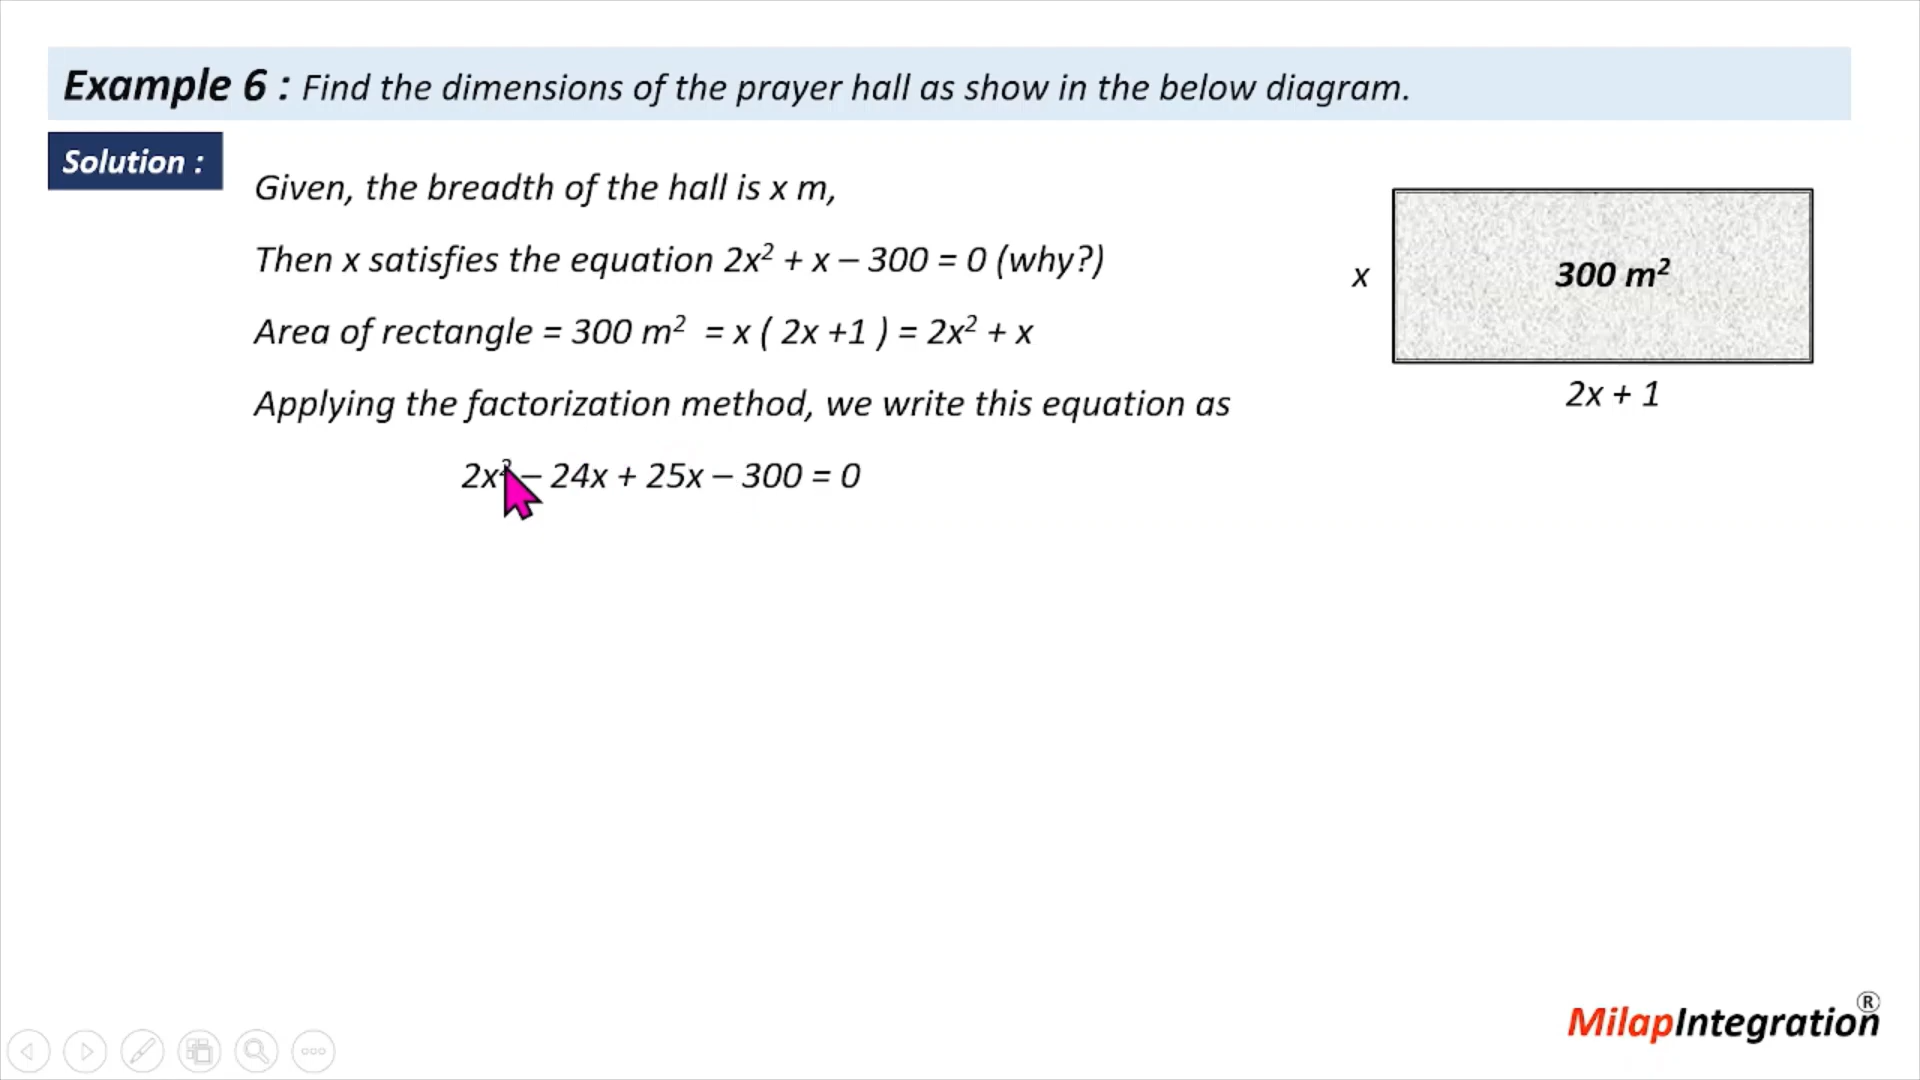 Example 6 : Find the dimensions of the prayer hall as show in the below diagram.
Solution :
Given, the breadth of the hall is x m,
Then x satisfies the equation 2x² + x – 300 = 0 (why?)
Area of rectangle = 300 m² = x ( 2x +1 ) = 2x² + x
Applying the factorization method, we write this equation as
2x² – 24x + 25x – 300 = 0
300 m²
x
2x + 1
MilapIntegration®